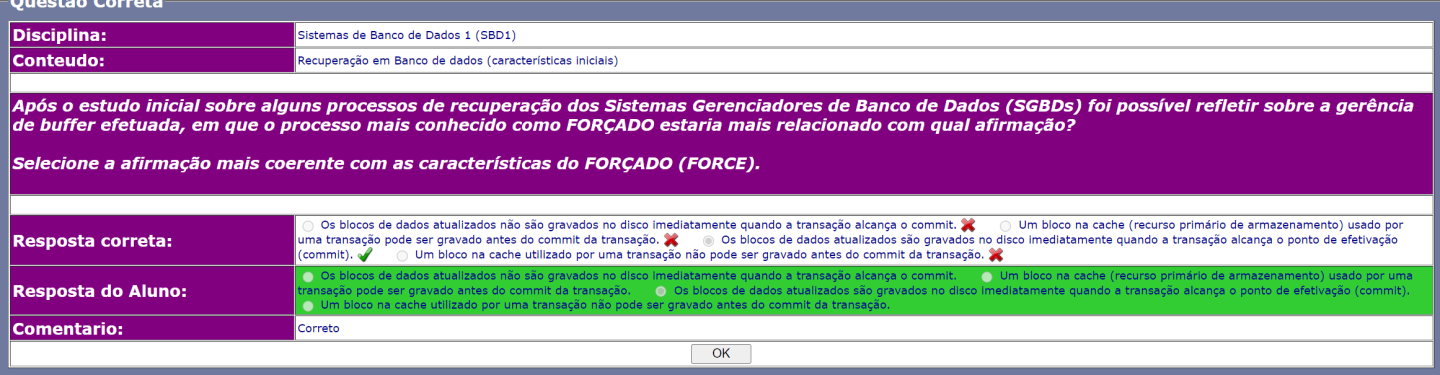 Questão Correta
Disciplina: Sistemas de Banco de Dados 1 (SBD1)
Conteudo: Recuperação em Banco de dados (características iniciais)
Após o estudo inicial sobre alguns processos de recuperação dos Sistemas Gerenciadores de Banco de Dados (SGBDs) foi possível refletir sobre a gerência
de buffer efetuada, em que o processo mais conhecido como FORÇADO estaria mais relacionado com qual afirmação?
Selecione a afirmação mais coerente com as características do FORÇADO (FORCE).
Resposta correta:
Os blocos de dados atualizados não são gravados no disco imediatamente quando a transação alcança o commit. Um bloco na cache (recurso primário de armazenamento) usado por
uma transação pode ser gravado antes do commit da transação. Os blocos de dados atualizados são gravados no disco imediatamente quando a transação alcança o ponto de efetivação
(commit). Um bloco na cache utilizado por uma transação não pode ser gravado antes do commit da transação.
Resposta do Aluno:
Os blocos de dados atualizados não são gravados no disco imediatamente quando a transação alcança o commit. Um bloco na cache (recurso primário de armazenamento) usado por uma
transação pode ser gravado antes do commit da transação. Os blocos de dados atualizados são gravados no disco imediatamente quando a transação alcança o ponto de efetivação (commit).
Um bloco na cache utilizado por uma transação não pode ser gravado antes do commit da transação.
Comentario: Correto
OK